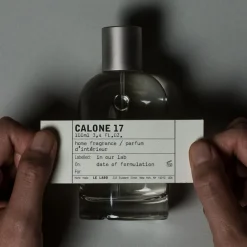 CALONE 17
100ml 3,4 fl.oz.
home fragrance / parfum
d'intérieur
in our lab
On: date of formulation
For:
LE LABO